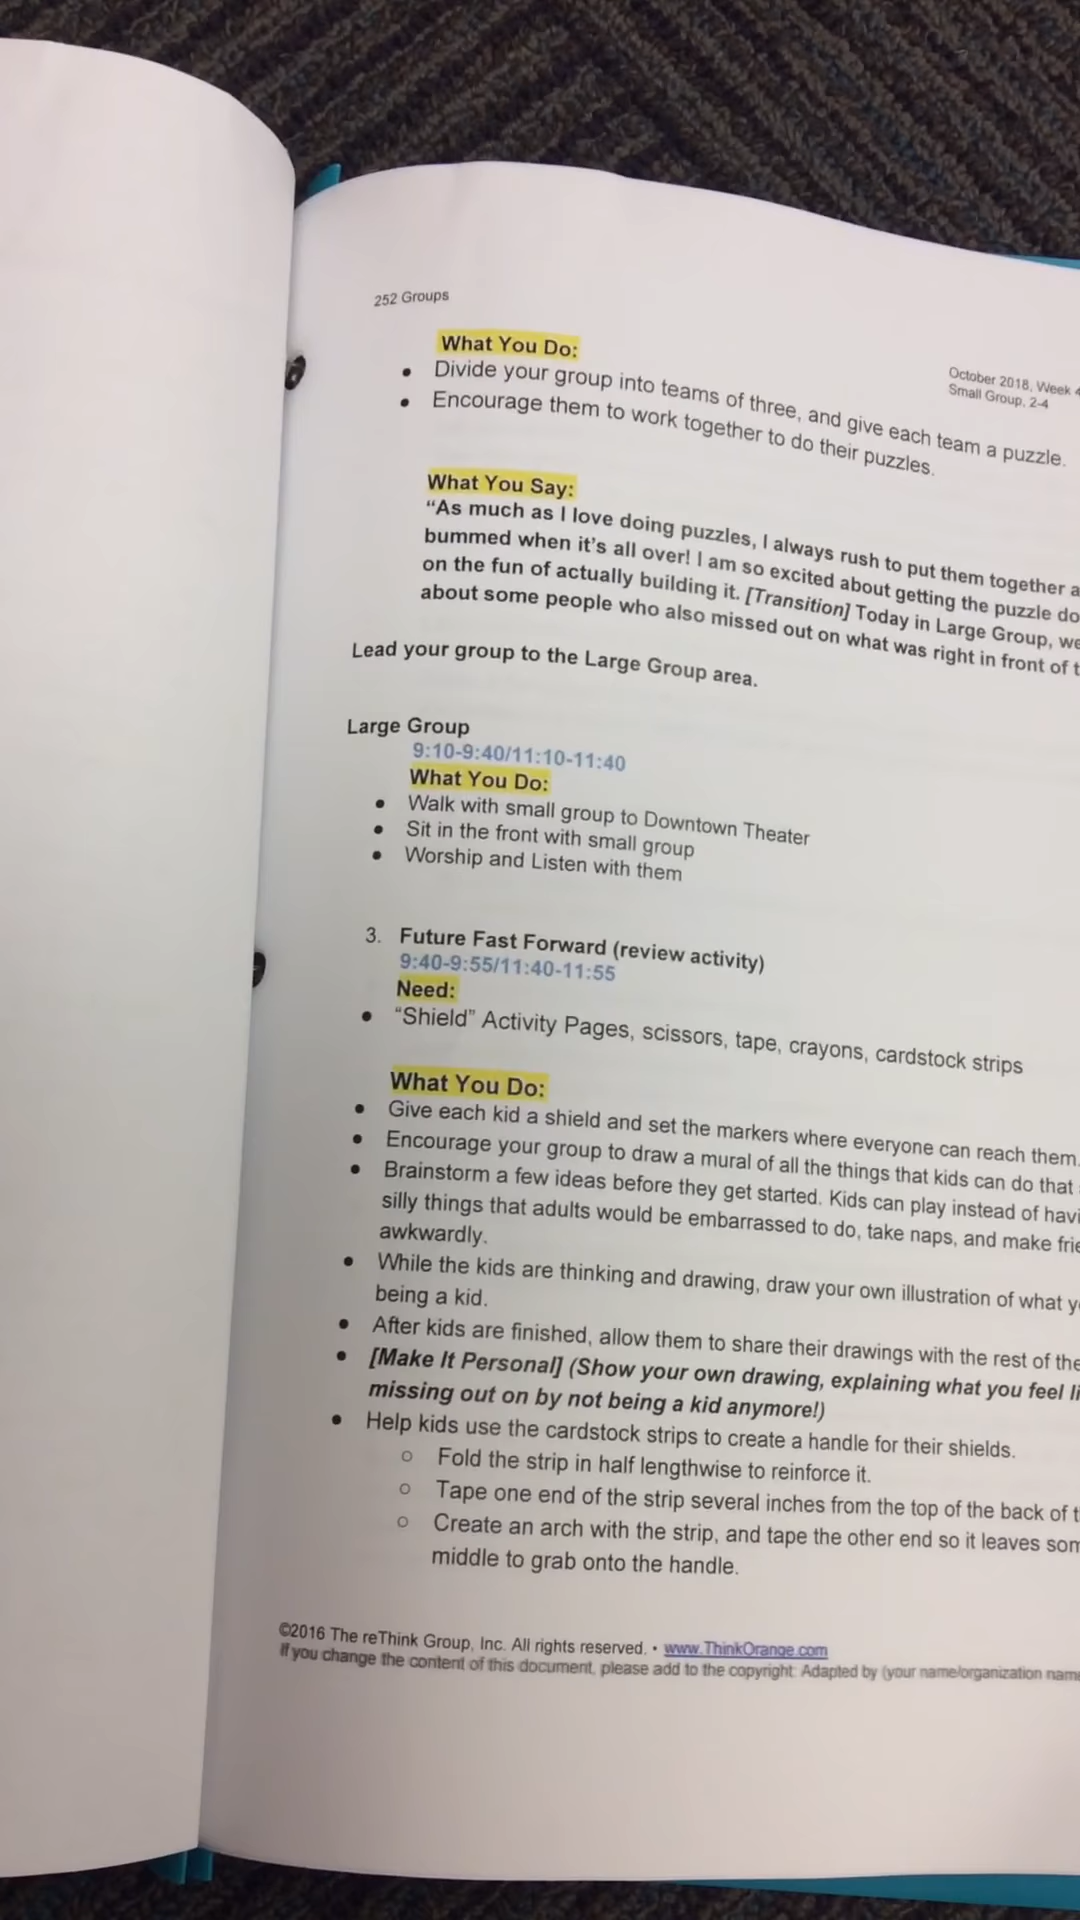 252 Groups
October 2018, Week 4
Small Group, 2-4
What You Do:
• Divide your group into teams of three, and give each team a puzzle.
• Encourage them to work together to do their puzzles.
What You Say:
“As much as I love doing puzzles, I always rush to put them together
bummed when it’s all over! I am so excited about getting the puzzle
on the fun of actually building it. [Transition] Today in Large Group,
about some people who also missed out on what was right in front of
Lead your group to the Large Group area.
Large Group
9:10-9:40/11:10-11:40
What You Do:
• Walk with small group to Downtown Theater
• Sit in the front with small group
• Worship and Listen with them
3. Future Fast Forward (review activity)
9:40-9:55/11:40-11:55
Need:
• “Shield” Activity Pages, scissors, tape, crayons, cardstock strips
What You Do:
• Give each kid a shield and set the markers where everyone can reach them.
• Encourage your group to draw a mural of all the things that kids can do that
• Brainstorm a few ideas before they get started. Kids can play instead of
silly things that adults would be embarrassed to do, take naps, and make
awkwardly.
• While the kids are thinking and drawing, draw your own illustration of what
being a kid.
• After kids are finished, allow them to share their drawings with the rest of the
• [Make It Personal] (Show your own drawing, explaining what you feel
missing out on by not being a kid anymore!)
• Help kids use the cardstock strips to create a handle for their shields.
○ Fold the strip in half lengthwise to reinforce it.
○ Tape one end of the strip several inches from the top of the back of
○ Create an arch with the strip, and tape the other end so it leaves
middle to grab onto the handle.
©2016 The reThink Group, Inc. All rights reserved. • www.ThinkOrange.com
If you change the content of this document, please add to the copyright: Adapted by (your name/organization